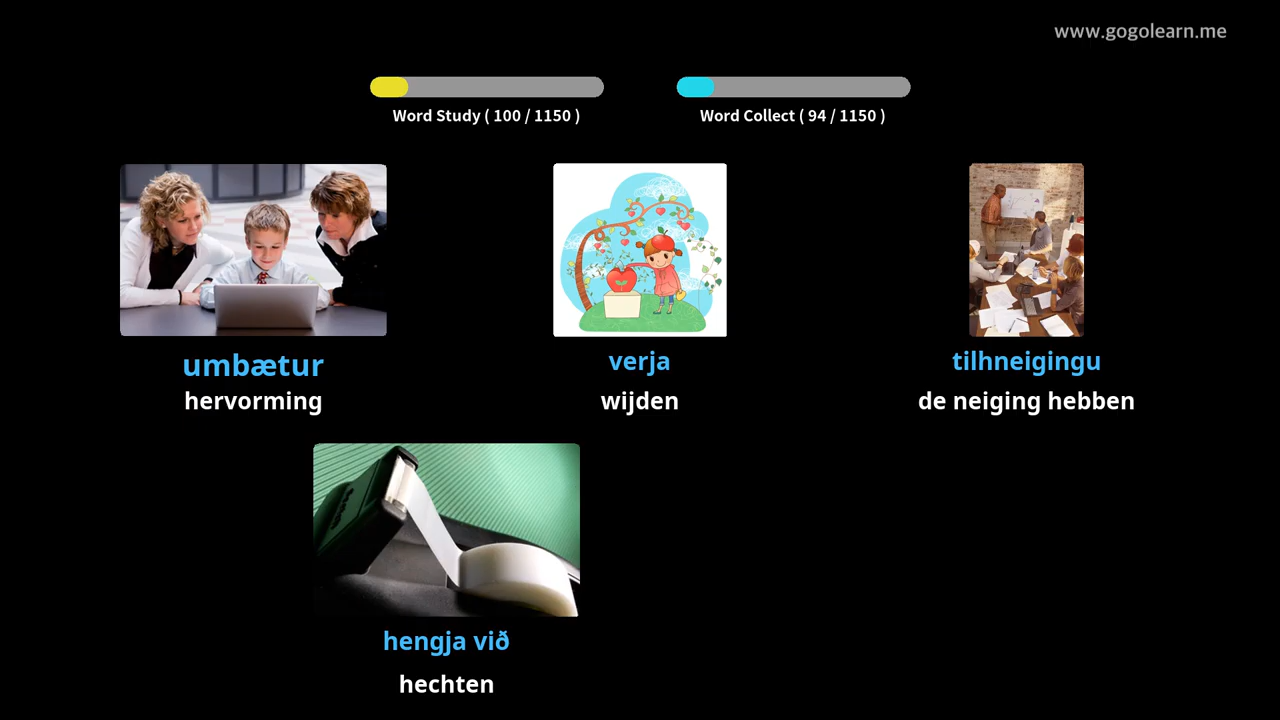 www.gogolearn.me
Word Study ( 100 / 1150 )
Word Collect ( 94 / 1150 )
umbætur
hervorming
verja
wijden
tilhneigingu
de neiging hebben
hengja við
hechten